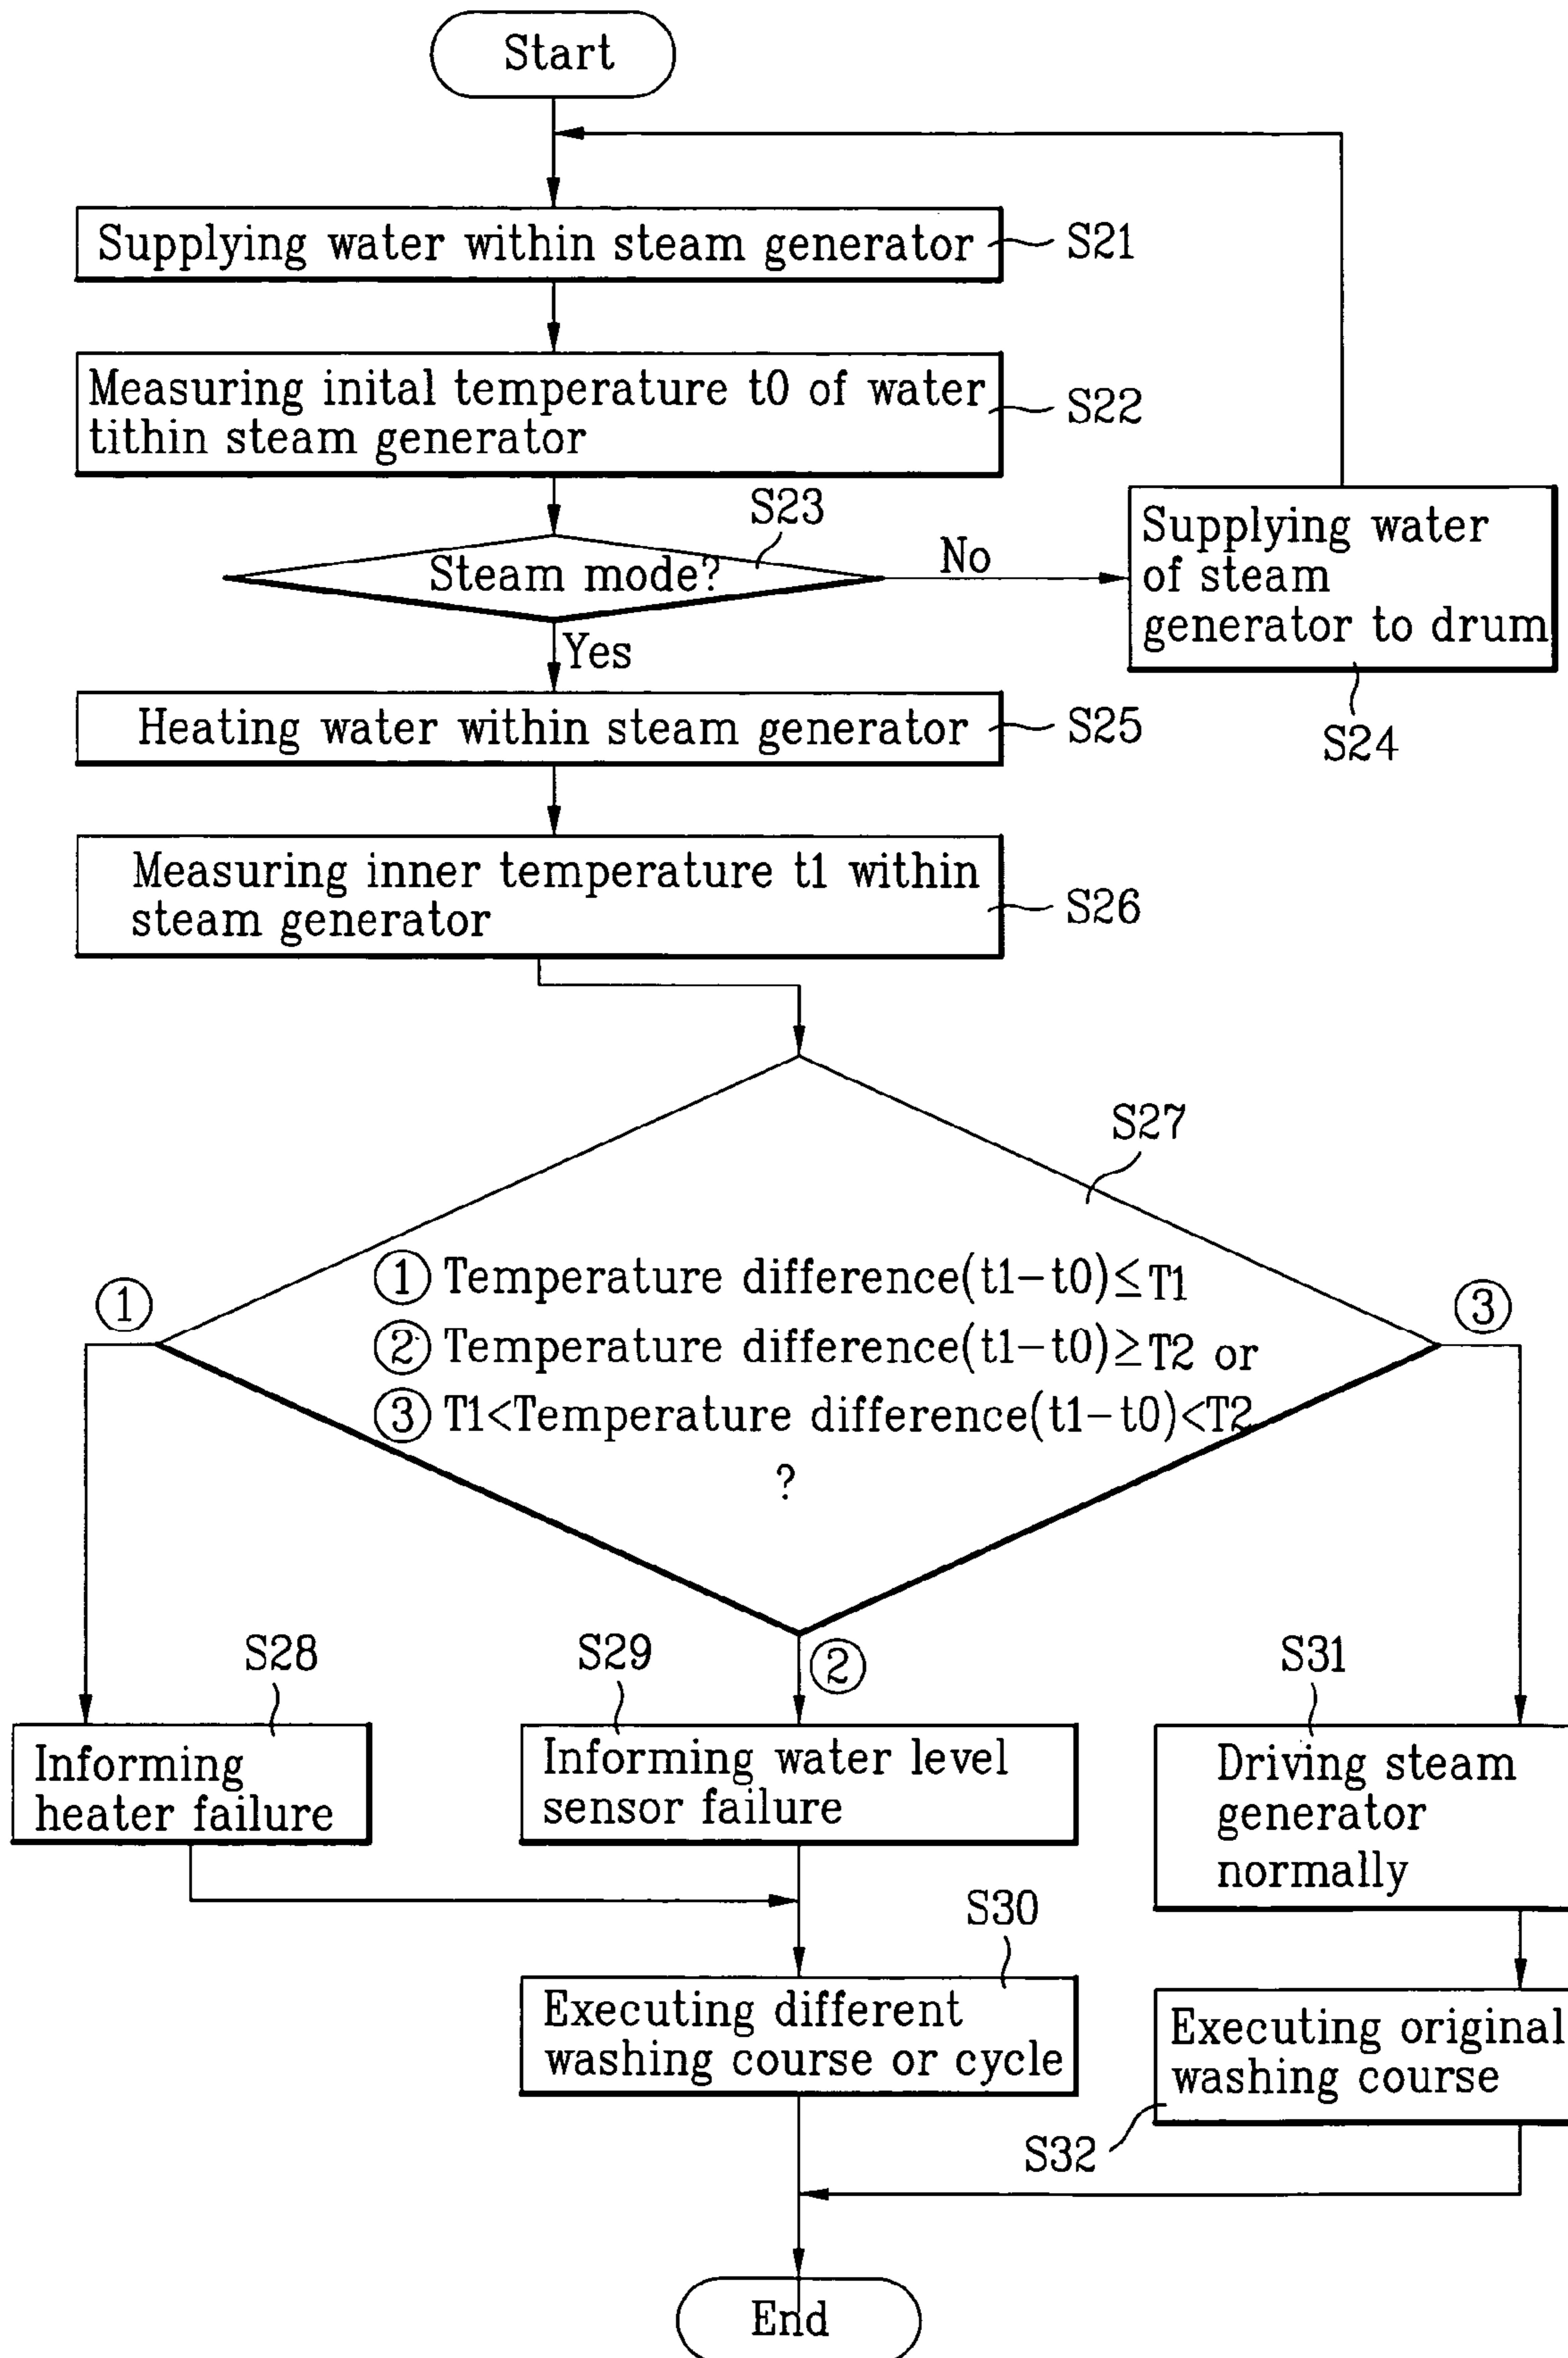 Start
Supplying water within steam generator
S21
Measuring inital temperature t0 of water
tithin steam generator
S22
S23
Steam mode?
No
Yes
Supplying water
of steam
generator to drum
S24
Heating water within steam generator
S25
Measuring inner temperature t1 within
steam generator
S26
S27
① Temperature difference(t1-t0)≤T1
② Temperature difference(t1-t0)≥T2 or
③ T1<Temperature difference(t1-t0)<T2
?
①
③
②
S28
Informing
heater failure
S29
Informing water level
sensor failure
S31
Driving steam
generator
normally
S30
Executing different
washing course or cycle
Executing original
washing course
S32
End